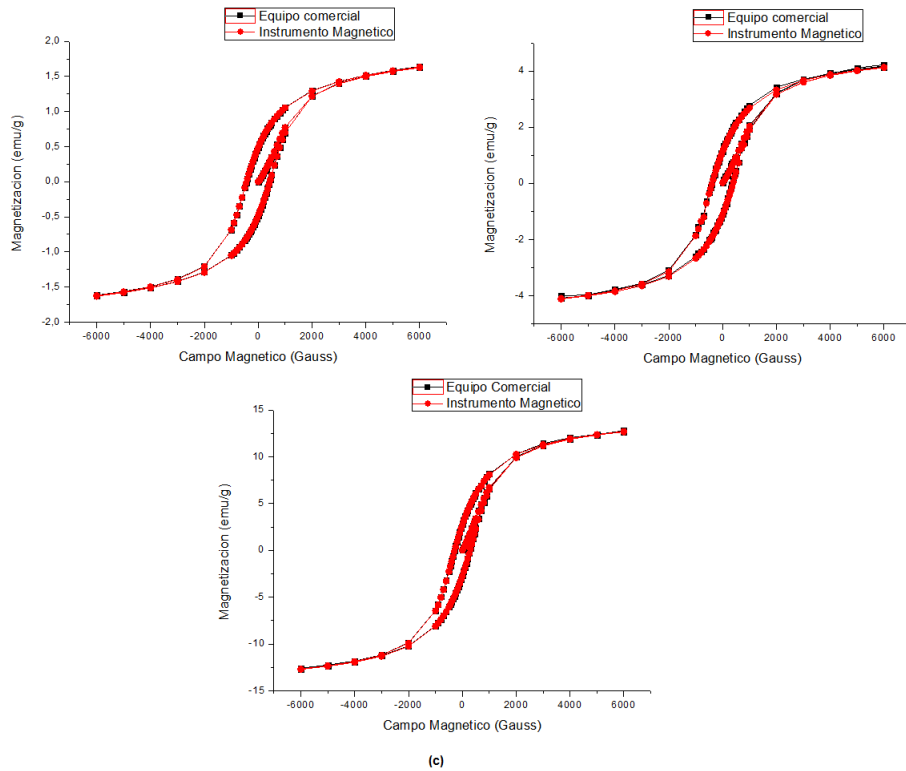 Equipo comercial
Instrumento Magnetico
2,0
1,5
1,0
0,5
0,0
-0,5
-1,0
-1,5
-2,0
Magnetizacion (emu/g)
-6000 -4000 -2000 0 2000 4000 6000
Campo Magnetico (Gauss)
Equipo comercial
Instrumento Magnetico
4
2
0
-2
-4
Magnetizacion (emu/g)
-6000 -4000 -2000 0 2000 4000 6000
Campo Magnetico (Gauss)
Equipo Comercial
Instrumento Magnetico
15
10
5
0
-5
-10
-15
Magnetizacion (emu/g)
-6000 -4000 -2000 0 2000 4000 6000
Campo Magnetico (Gauss)
(c)